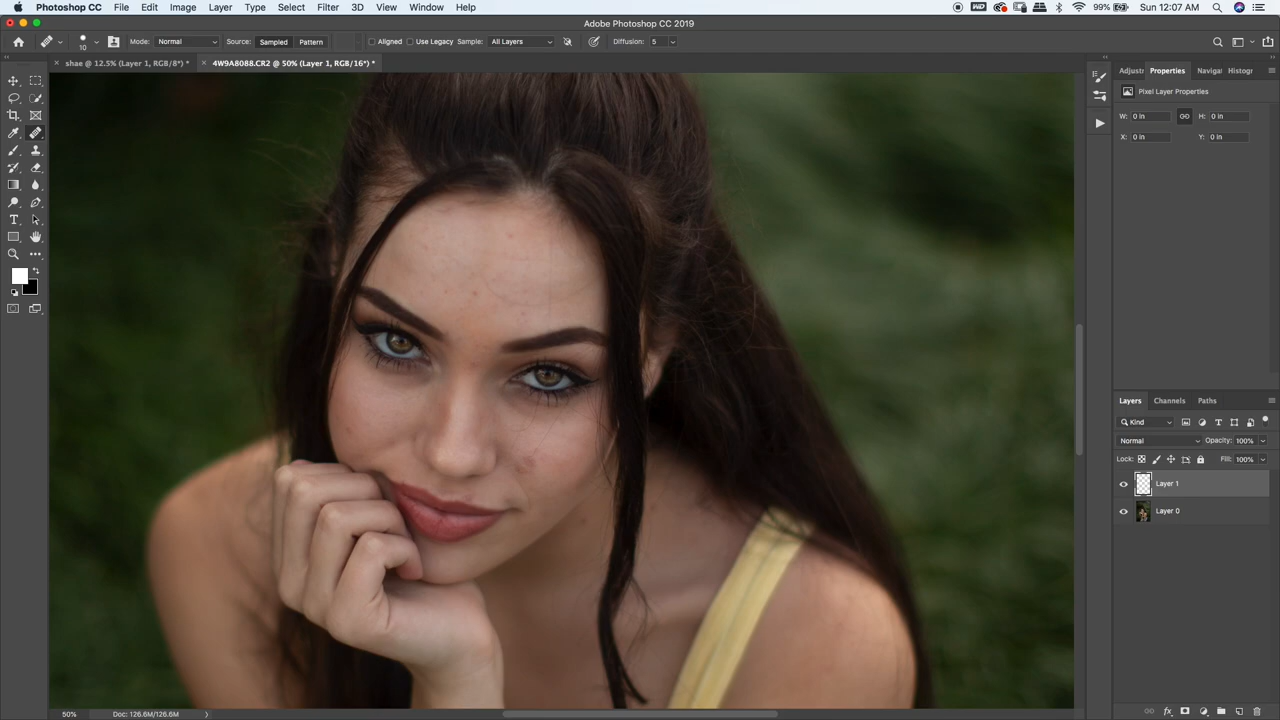 Photoshop CC File Edit Image Layer Type Select Filter 3D View Window Help 99% Sun 12:07 AM
Adobe Photoshop CC 2019
10 Mode: Normal Source: Sampled Pattern Aligned Use Legacy Sample: All Layers Diffusion: 5
× shae @ 12.5% (Layer 1, RGB/8*) * × 4W9A8088.CR2 @ 50% (Layer 1, RGB/16*) *
Adjustr Properties Navigar Histogr
Pixel Layer Properties
W: 0 in H: 0 in
X: 0 in Y: 0 in
Layers Channels Paths
Kind
Normal Opacity: 100%
Lock: Fill: 100%
Layer 1
Layer 0
50% Doc: 126.6M/126.6M